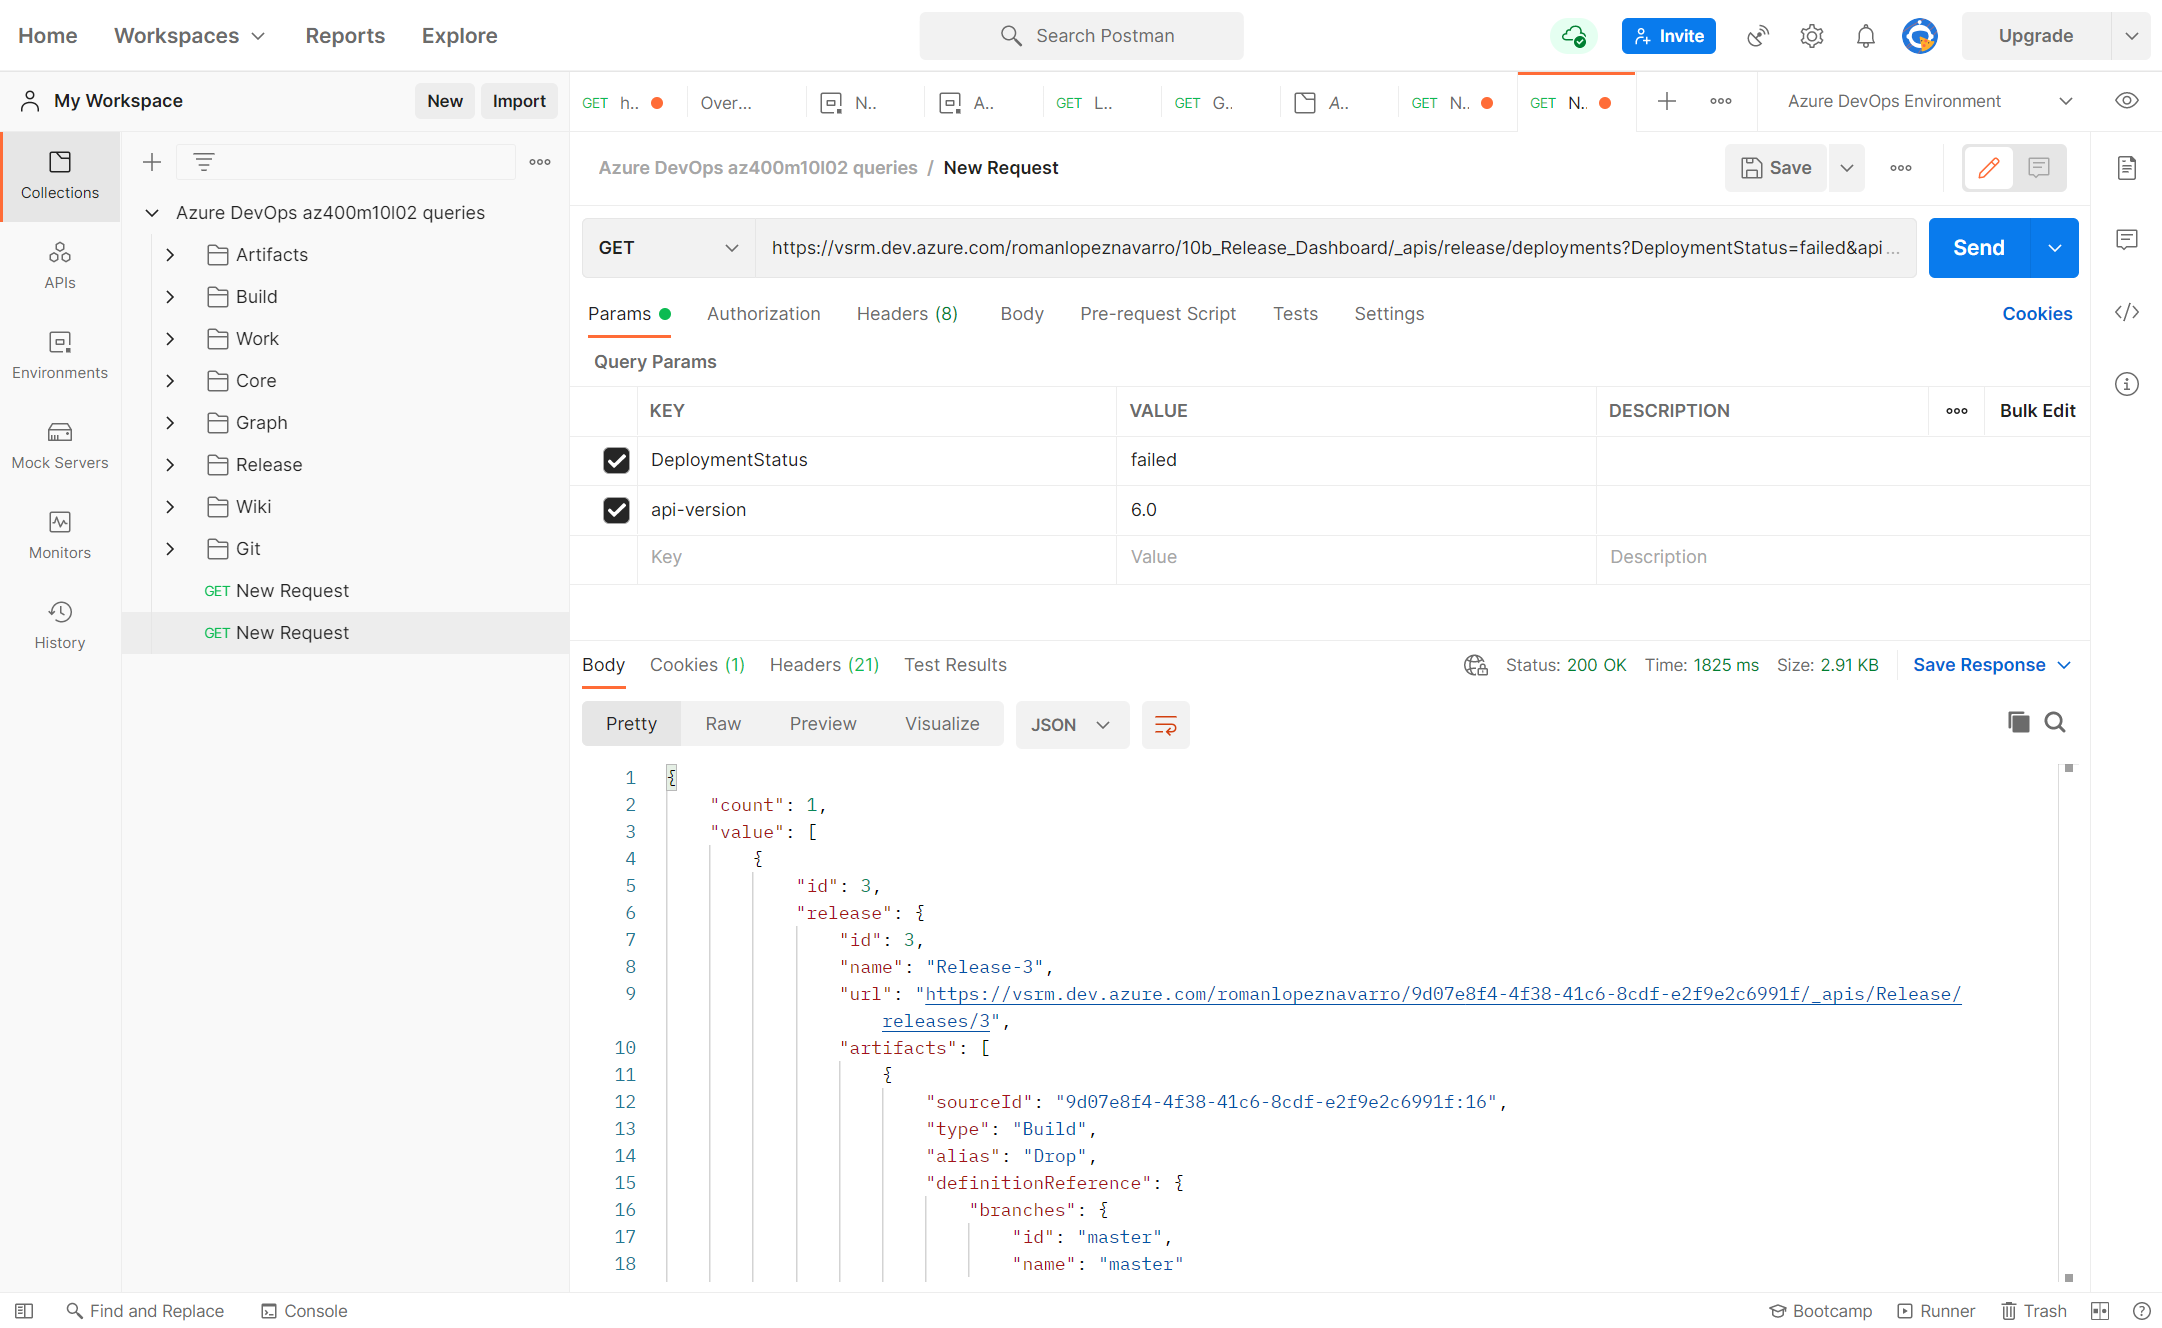 Home Workspaces Reports Explore Search Postman Invite Upgrade
My Workspace New Import
GET h.. Over... N.. A.. GET L.. GET G.. A.. GET N.. GET N.. Azure DevOps Environment
Collections
APIs
Environments
Mock Servers
Monitors
History
Azure DevOps az400m10l02 queries
Artifacts
Build
Work
Core
Graph
Release
Wiki
Git
GET New Request
GET New Request
Azure DevOps az400m10l02 queries / New Request Save
GET https://vsrm.dev.azure.com/romanlopeznavarro/10b_Release_Dashboard/_apis/release/deployments?DeploymentStatus=failed&api ... Send
Params Authorization Headers (8) Body Pre-request Script Tests Settings Cookies
Query Params
KEY VALUE DESCRIPTION Bulk Edit
DeploymentStatus failed
api-version 6.0
Key Value Description
Body Cookies (1) Headers (21) Test Results Status: 200 OK Time: 1825 ms Size: 2.91 KB Save Response
Pretty Raw Preview Visualize JSON
1 {
2 "count": 1,
3 "value": [
4 {
5 "id": 3,
6 "release": {
7 "id": 3,
8 "name": "Release-3",
9 "url": "https://vsrm.dev.azure.com/romanlopeznavarro/9d07e8f4-4f38-41c6-8cdf-e2f9e2c6991f/_apis/Release/
releases/3",
10 "artifacts": [
11 {
12 "sourceId": "9d07e8f4-4f38-41c6-8cdf-e2f9e2c6991f:16",
13 "type": "Build",
14 "alias": "Drop",
15 "definitionReference": {
16 "branches": {
17 "id": "master",
18 "name": "master"
Find and Replace Console Bootcamp Runner Trash